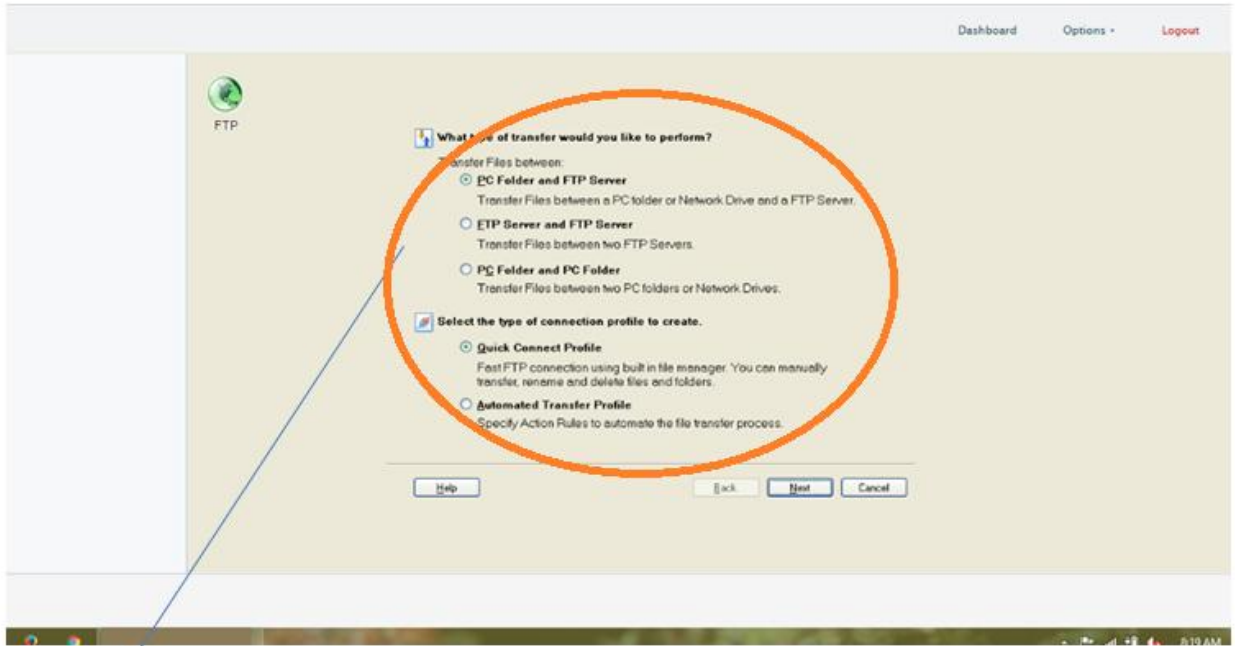 Dashboard Options Logout
FTP
What type of transfer would you like to perform?
Transfer Files between:
PC Folder and FTP Server
Transfer Files between a PC folder or Network Drive and a FTP Server.
FTP Server and FTP Server
Transfer Files between two FTP Servers.
PC Folder and PC Folder
Transfer Files between two PC folders or Network Drives.
Select the type of connection profile to create.
Quick Connect Profile
Fast FTP connection using built in file manager. You can manually
transfer, rename and delete files and folders.
Automated Transfer Profile
Specify Action Rules to automate the file transfer process.
Help Back Next Cancel
8:19 AM